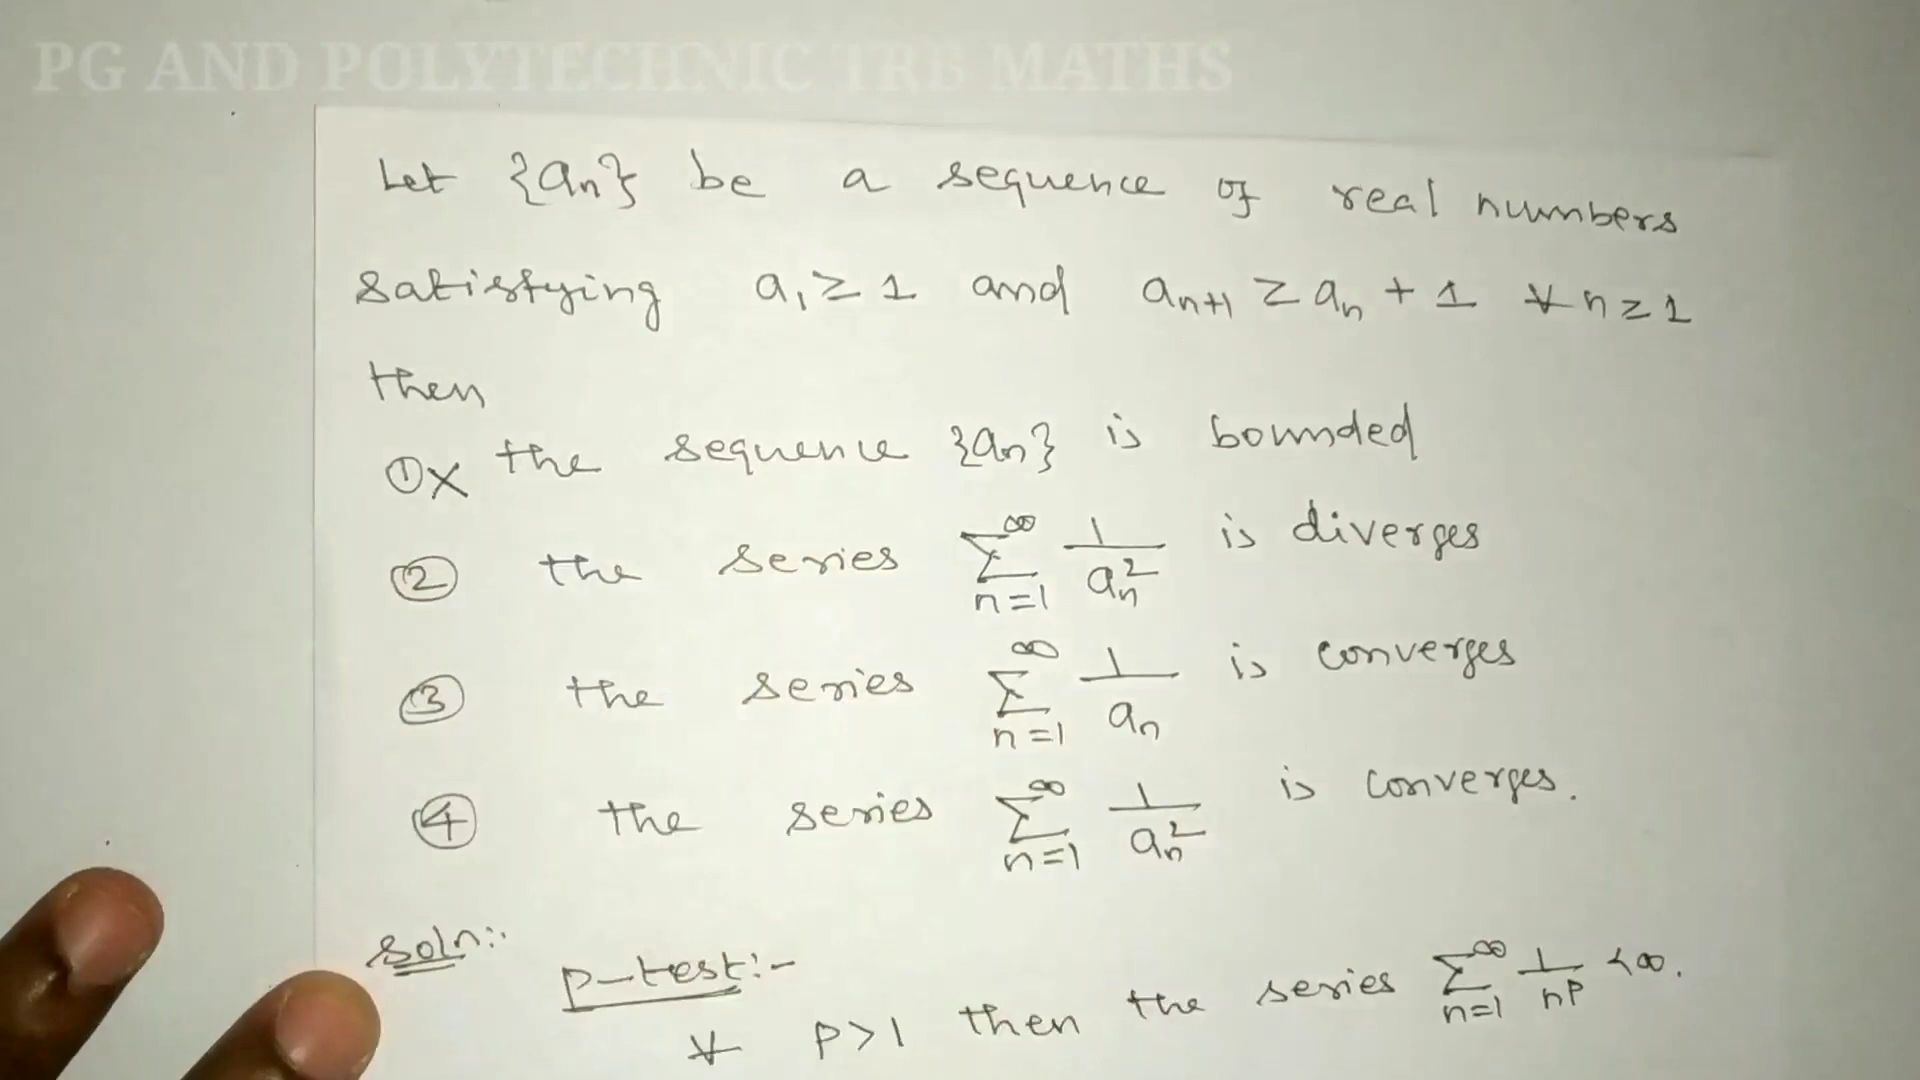 PG AND POLYTECHNIC TRB MATHS
Let {aₙ} be a sequence of real numbers
satisfying a₁ ≥ 1 and aₙ₊₁ ≥ aₙ + 1 ∀ n ≥ 1
then
① X the sequence {aₙ} is bounded
② the series ∑_{n=1}^{∞} 1/aₙ² is diverges
③ the series ∑_{n=1}^{∞} 1/aₙ is converges
④ the series ∑_{n=1}^{∞} 1/aₙ² is converges.
Soln:.
P-test:-
∀ P>1 then the series ∑_{n=1}^{∞} 1/n^P <∞.